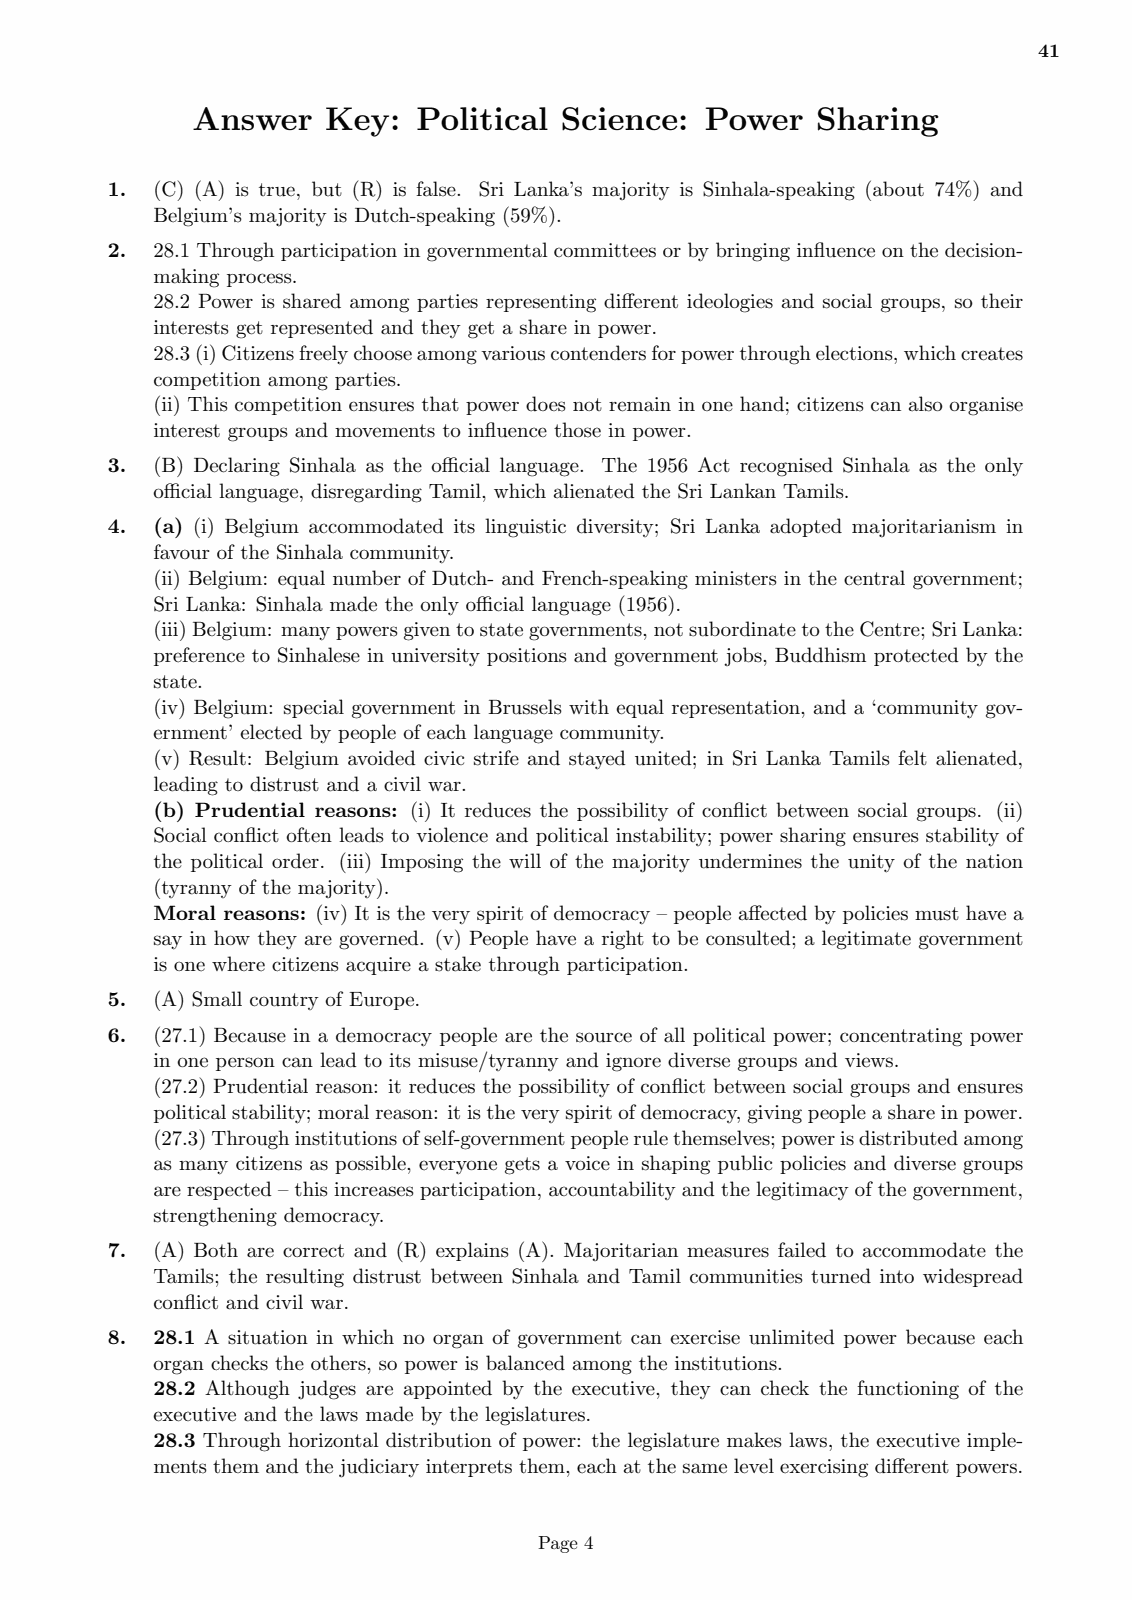 41
Answer Key: Political Science: Power Sharing
1. (C) (A) is true, but (R) is false. Sri Lanka's majority is Sinhala-speaking (about 74%) and
Belgium's majority is Dutch-speaking (59%).
2. 28.1 Through participation in governmental committees or by bringing influence on the decision-
making process.
28.2 Power is shared among parties representing different ideologies and social groups, so their
interests get represented and they get a share in power.
28.3 (i) Citizens freely choose among various contenders for power through elections, which creates
competition among parties.
(ii) This competition ensures that power does not remain in one hand; citizens can also organise
interest groups and movements to influence those in power.
3. (B) Declaring Sinhala as the official language. The 1956 Act recognised Sinhala as the only
official language, disregarding Tamil, which alienated the Sri Lankan Tamils.
4. (a) (i) Belgium accommodated its linguistic diversity; Sri Lanka adopted majoritarianism in
favour of the Sinhala community.
(ii) Belgium: equal number of Dutch- and French-speaking ministers in the central government;
Sri Lanka: Sinhala made the only official language (1956).
(iii) Belgium: many powers given to state governments, not subordinate to the Centre; Sri Lanka:
preference to Sinhalese in university positions and government jobs, Buddhism protected by the
state.
(iv) Belgium: special government in Brussels with equal representation, and a ‘community gov-
ernment’ elected by people of each language community.
(v) Result: Belgium avoided civic strife and stayed united; in Sri Lanka Tamils felt alienated,
leading to distrust and a civil war.
(b) Prudential reasons: (i) It reduces the possibility of conflict between social groups. (ii)
Social conflict often leads to violence and political instability; power sharing ensures stability of
the political order. (iii) Imposing the will of the majority undermines the unity of the nation
(tyranny of the majority).
Moral reasons: (iv) It is the very spirit of democracy – people affected by policies must have a
say in how they are governed. (v) People have a right to be consulted; a legitimate government
is one where citizens acquire a stake through participation.
5. (A) Small country of Europe.
6. (27.1) Because in a democracy people are the source of all political power; concentrating power
in one person can lead to its misuse/tyranny and ignore diverse groups and views.
(27.2) Prudential reason: it reduces the possibility of conflict between social groups and ensures
political stability; moral reason: it is the very spirit of democracy, giving people a share in power.
(27.3) Through institutions of self-government people rule themselves; power is distributed among
as many citizens as possible, everyone gets a voice in shaping public policies and diverse groups
are respected – this increases participation, accountability and the legitimacy of the government,
strengthening democracy.
7. (A) Both are correct and (R) explains (A). Majoritarian measures failed to accommodate the
Tamils; the resulting distrust between Sinhala and Tamil communities turned into widespread
conflict and civil war.
8. 28.1 A situation in which no organ of government can exercise unlimited power because each
organ checks the others, so power is balanced among the institutions.
28.2 Although judges are appointed by the executive, they can check the functioning of the
executive and the laws made by the legislatures.
28.3 Through horizontal distribution of power: the legislature makes laws, the executive imple-
ments them and the judiciary interprets them, each at the same level exercising different powers.
Page 4